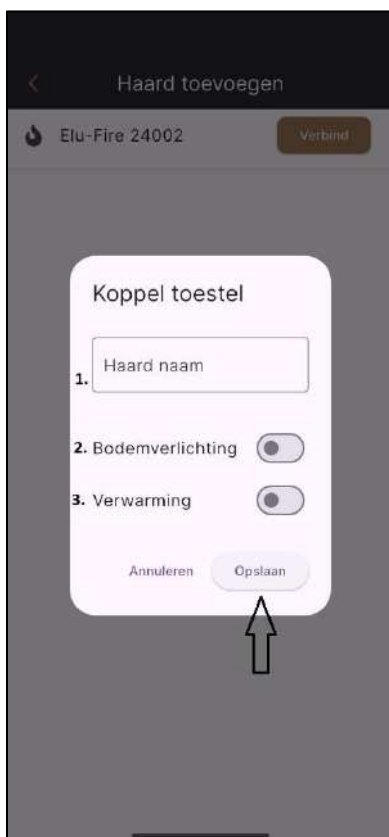 Haard toevoegen
Elu-Fire 24002 Verbind
Koppel toestel
1. Haard naam
2. Bodemverlichting
3. Verwarming
Annuleren Opslaan